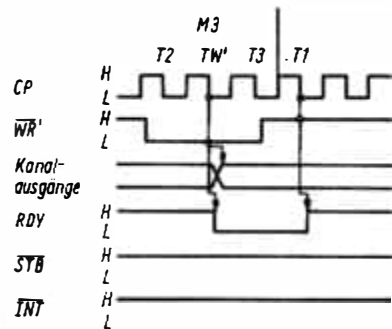 M3
T2 TW' T3 T1
CP H
L
WR' H
L
Kanal-
ausgänge
RDY H
L
STB H
L
INT H
L